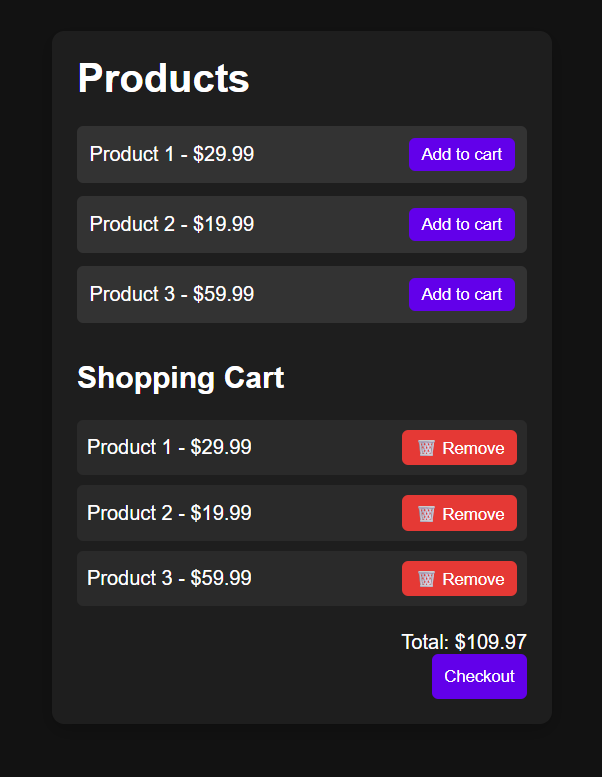 Products
Product 1 - $29.99 Add to cart
Product 2 - $19.99 Add to cart
Product 3 - $59.99 Add to cart
Shopping Cart
Product 1 - $29.99 Remove
Product 2 - $19.99 Remove
Product 3 - $59.99 Remove
Total: $109.97
Checkout